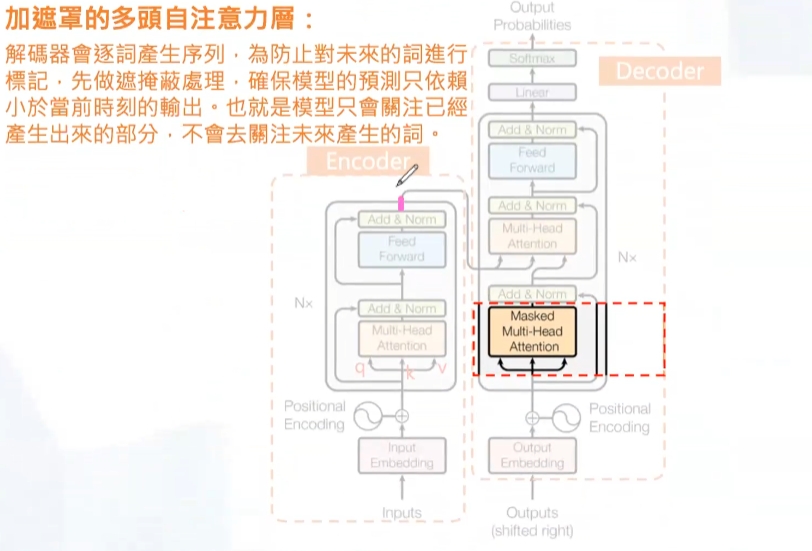 加遮罩的多頭自注意力層：
解碼器會逐詞產生序列，為防止對未來的詞進行
標記，先做遮掩蔽處理，確保模型的預測只依賴
小於當前時刻的輸出。也就是模型只會關注已經
產生出來的部分，不會去關注未來產生的詞。
Output
Probabilities
Softmax
Linear
Decoder
Add & Norm
Feed
Forward
Add & Norm
Multi-Head
Attention
Nx
Add & Norm
Masked
Multi-Head
Attention
Positional
Encoding
Output
Embedding
Outputs
(shifted right)
Encoder
Add & Norm
Feed
Forward
Nx
Add & Norm
Multi-Head
Attention
q k v
Positional
Encoding
Input
Embedding
Inputs